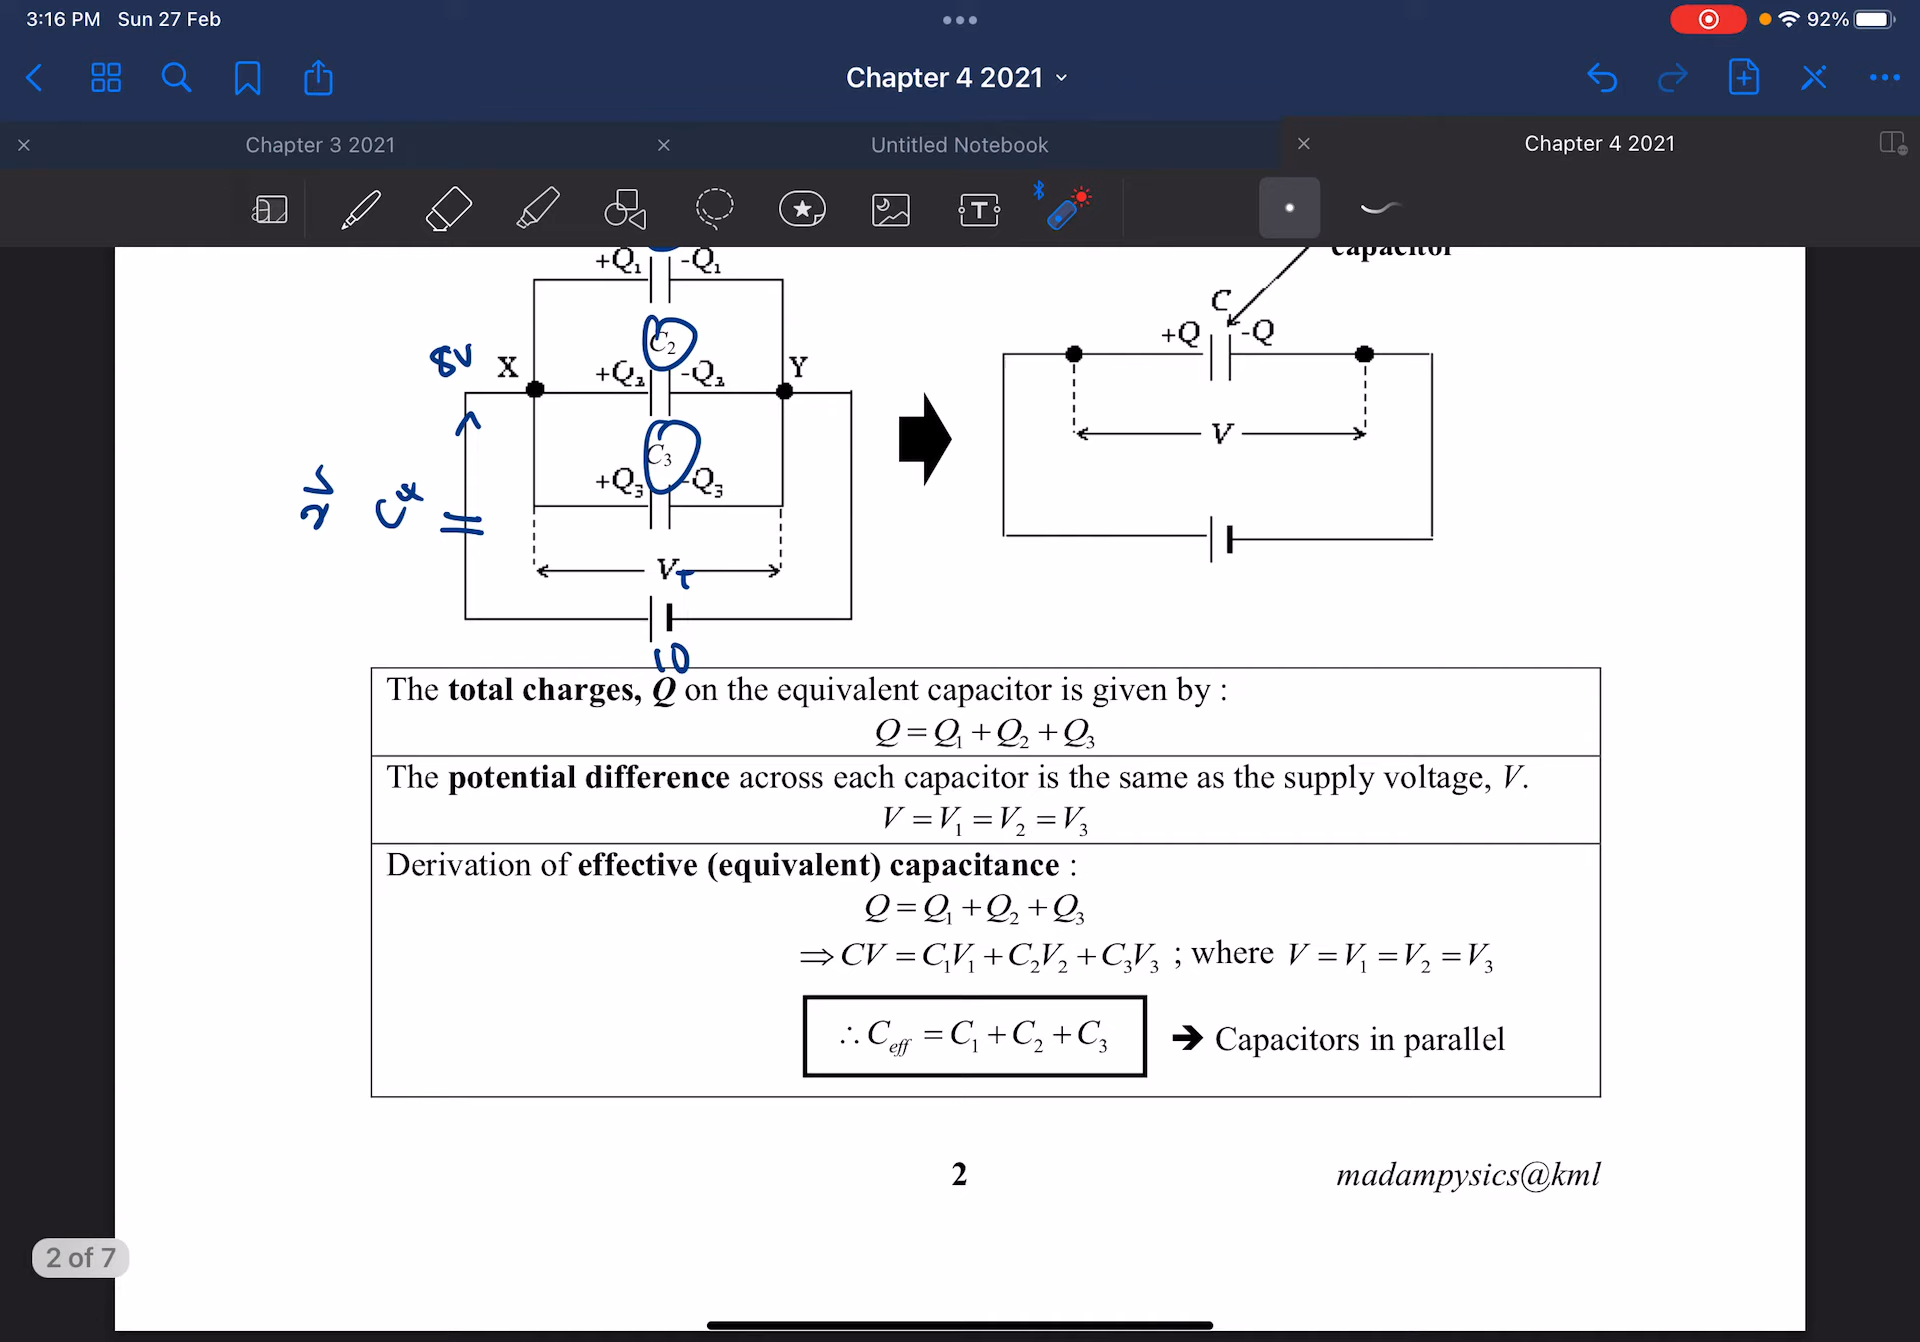 3:16 PM Sun 27 Feb
92%
Chapter 4 2021
Chapter 3 2021
Untitled Notebook
Chapter 4 2021
capacitor
+Q₁ -Q₁
C₂
8V X +Q₂ -Q₂ Y
C₃
+Q₃ -Q₃
2V C4
V_T
10
C
+Q -Q
V
The total charges, Q on the equivalent capacitor is given by :
Q = Q₁ + Q₂ + Q₃
The potential difference across each capacitor is the same as the supply voltage, V.
V = V₁ = V₂ = V₃
Derivation of effective (equivalent) capacitance :
Q = Q₁ + Q₂ + Q₃
⇒ CV = C₁V₁ + C₂V₂ + C₃V₃ ; where V = V₁ = V₂ = V₃
∴ C_eff = C₁ + C₂ + C₃ ➔ Capacitors in parallel
2
madampysics@kml
2 of 7